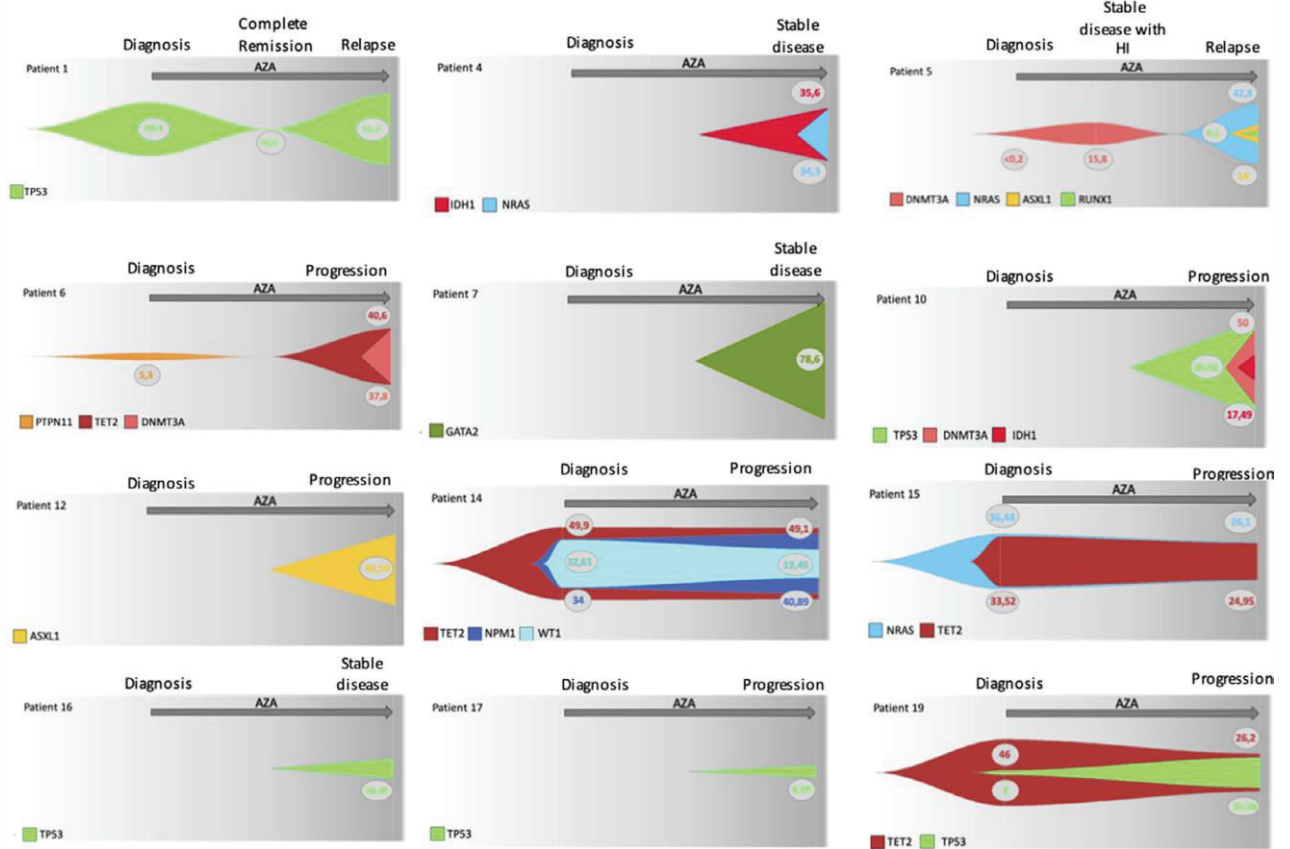 Patient 1
Diagnosis
Complete
Remission
Relapse
AZA
TP53
Patient 4
Diagnosis
Stable
disease
AZA
35,6
34,3
IDH1 NRAS
Patient 5
Diagnosis
Stable
disease with
HI
Relapse
AZA
42,8
<0,2
15,8
14
DNMT3A NRAS ASXL1 RUNX1
Patient 6
Diagnosis
Progression
AZA
40,6
5,3
37,8
PTPN11 TET2 DNMT3A
Patient 7
Diagnosis
Stable
disease
AZA
78,6
GATA2
Patient 10
Diagnosis
Progression
AZA
50
17,49
TP53 DNMT3A IDH1
Patient 12
Diagnosis
Progression
AZA
ASXL1
Patient 14
Diagnosis
Progression
AZA
49,9
49,1
32,61
19,45
34
40,89
TET2 NPM1 WT1
Patient 15
Diagnosis
Progression
AZA
36,44
26,1
33,52
24,95
NRAS TET2
Patient 16
Diagnosis
Stable
disease
AZA
TP53
Patient 17
Diagnosis
Progression
AZA
TP53
Patient 19
Diagnosis
Progression
AZA
46
26,2
TET2 TP53